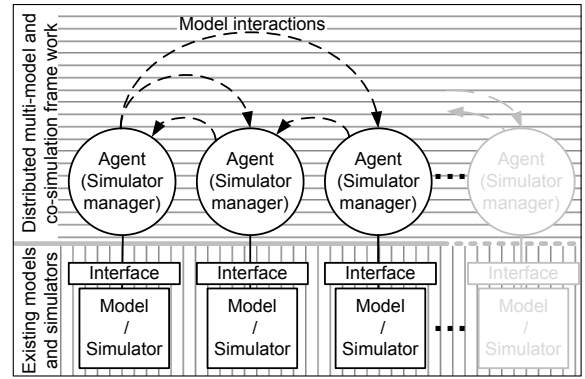 Model interactions
Distributed multi-model and
co-simulation frame work
Agent
(Simulator
manager)
Agent
(Simulator
manager)
Agent
(Simulator
manager)
Agent
(Simulator
manager)
Existing models
and simulators
Interface
Interface
Interface
Interface
Model
/
Simulator
Model
/
Simulator
Model
/
Simulator
Model
/
Simulator